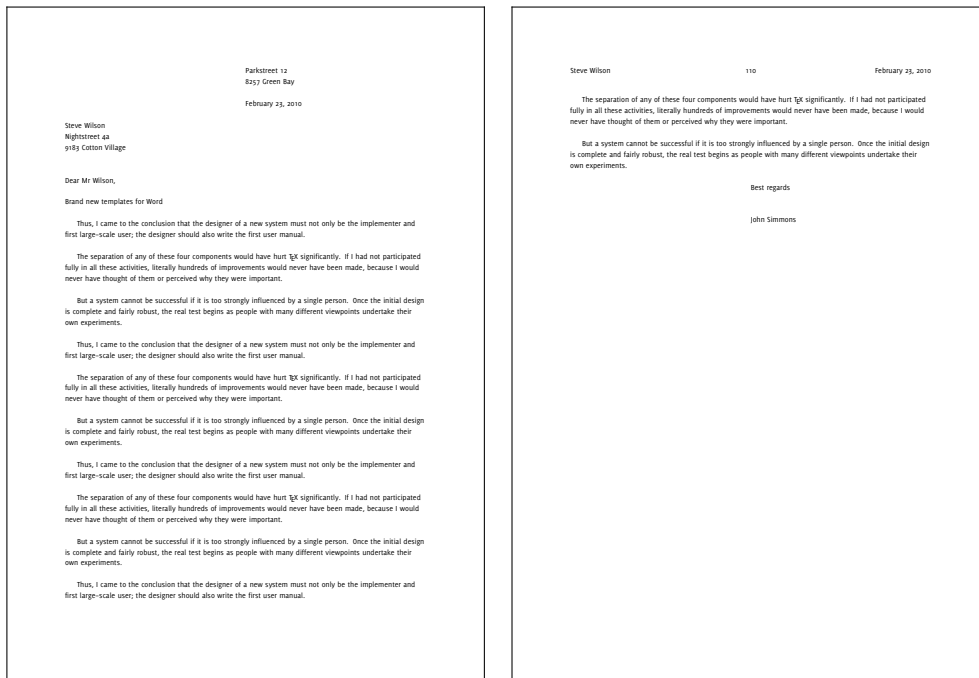 Parkstreet 12
8257 Green Bay
February 23, 2010
Steve Wilson
Nightstreet 4a
9183 Cotton Village
Dear Mr Wilson,
Brand new templates for Word
Thus, I came to the conclusion that the designer of a new system must not only be the implementer and
first large-scale user; the designer should also write the first user manual.
The separation of any of these four components would have hurt TEX significantly. If I had not participated
fully in all these activities, literally hundreds of improvements would never have been made, because I would
never have thought of them or perceived why they were important.
But a system cannot be successful if it is too strongly influenced by a single person. Once the initial design
is complete and fairly robust, the real test begins as people with many different viewpoints undertake their
own experiments.
Thus, I came to the conclusion that the designer of a new system must not only be the implementer and
first large-scale user; the designer should also write the first user manual.
The separation of any of these four components would have hurt TEX significantly. If I had not participated
fully in all these activities, literally hundreds of improvements would never have been made, because I would
never have thought of them or perceived why they were important.
But a system cannot be successful if it is too strongly influenced by a single person. Once the initial design
is complete and fairly robust, the real test begins as people with many different viewpoints undertake their
own experiments.
Thus, I came to the conclusion that the designer of a new system must not only be the implementer and
first large-scale user; the designer should also write the first user manual.
The separation of any of these four components would have hurt TEX significantly. If I had not participated
fully in all these activities, literally hundreds of improvements would never have been made, because I would
never have thought of them or perceived why they were important.
But a system cannot be successful if it is too strongly influenced by a single person. Once the initial design
is complete and fairly robust, the real test begins as people with many different viewpoints undertake their
own experiments.
Thus, I came to the conclusion that the designer of a new system must not only be the implementer and
first large-scale user; the designer should also write the first user manual.
Steve Wilson 110 February 23, 2010
The separation of any of these four components would have hurt TEX significantly. If I had not participated
fully in all these activities, literally hundreds of improvements would never have been made, because I would
never have thought of them or perceived why they were important.
But a system cannot be successful if it is too strongly influenced by a single person. Once the initial design
is complete and fairly robust, the real test begins as people with many different viewpoints undertake their
own experiments.
Best regards
John Simmons